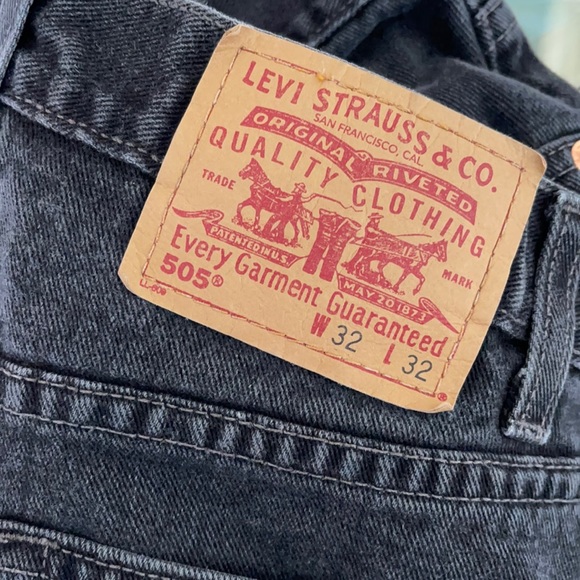 LEVI STRAUSS & CO.
SAN FRANCISCO, CAL.
ORIGINAL RIVETED
QUALITY CLOTHING
TRADE MARK
PATENTED IN U.S. MAY 20 1873
Every Garment Guaranteed
505®
W 32 L 32